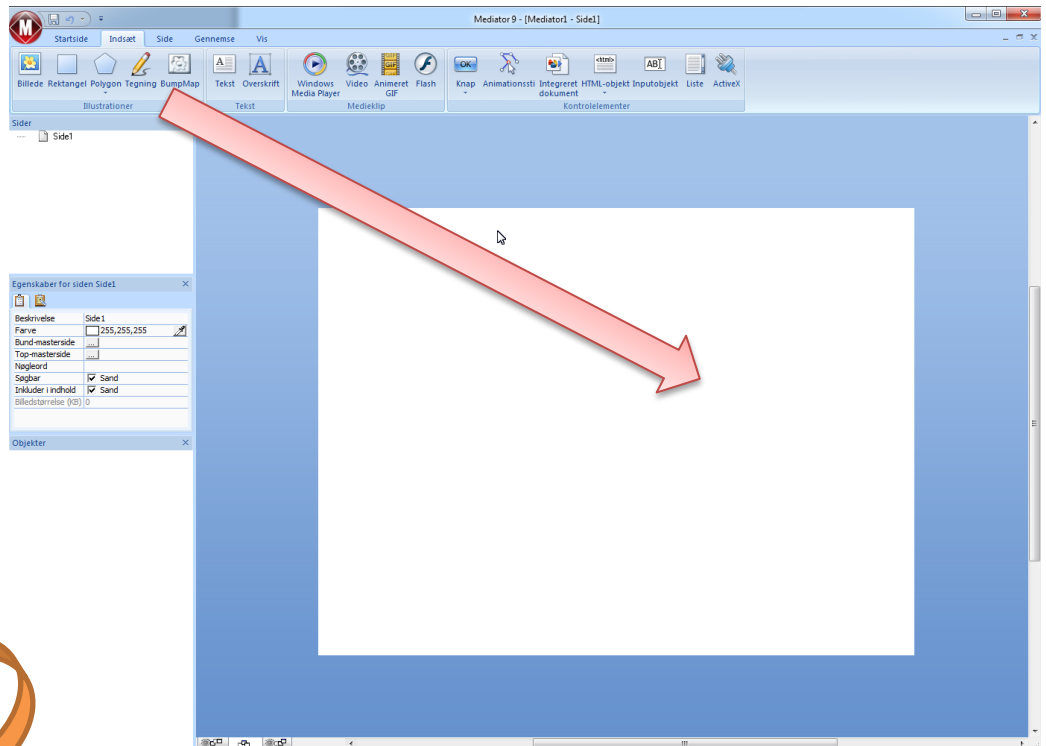 Mediator 9 - [Mediator1 - Side1]
M
Startside Indsæt Side Gennemse Vis
Billede Rektangel Polygon Tegning BumpMap Tekst Overskrift Windows Media Player Video Animeret GIF Flash Knap Animationssti Integreret dokument HTML-objekt Inputobjekt Liste ActiveX
Illustrationer Tekst Medieklip Kontrolelementer
Sider
Side1
Egenskaber for siden Side1
Beskrivelse Side1
Farve 255,255,255
Bund-masterside ...
Top-masterside ...
Nøgleord
Søgbar Sand
Inkluder i indhold Sand
Billedstørrelse (KB) 0
Objekter